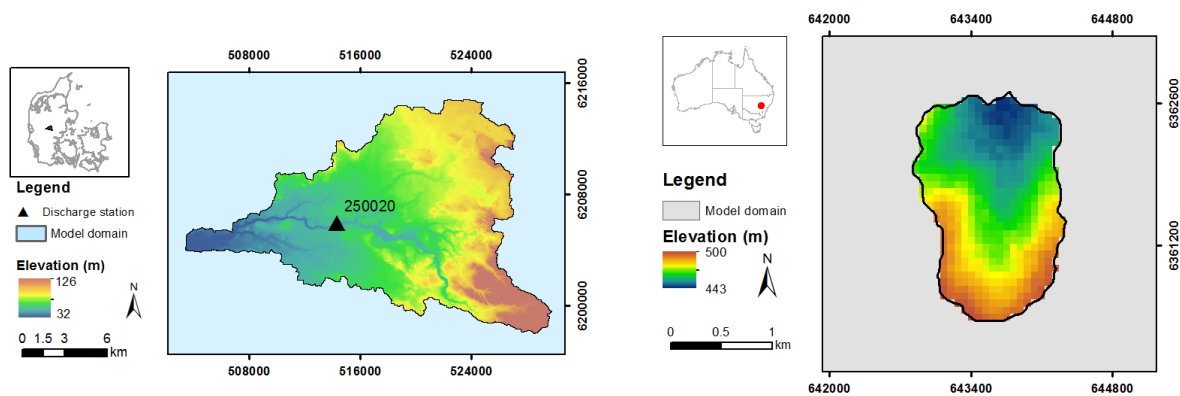 508000 516000 524000
6216000
6208000
6200000
250020
Legend
Discharge station
Model domain
Elevation (m)
126
32
N
0 1.5 3 6
km
508000 516000 524000
642000 643400 644800
6362600
6361200
Legend
Model domain
Elevation (m)
500
443
N
0 0.5 1
km
642000 643400 644800